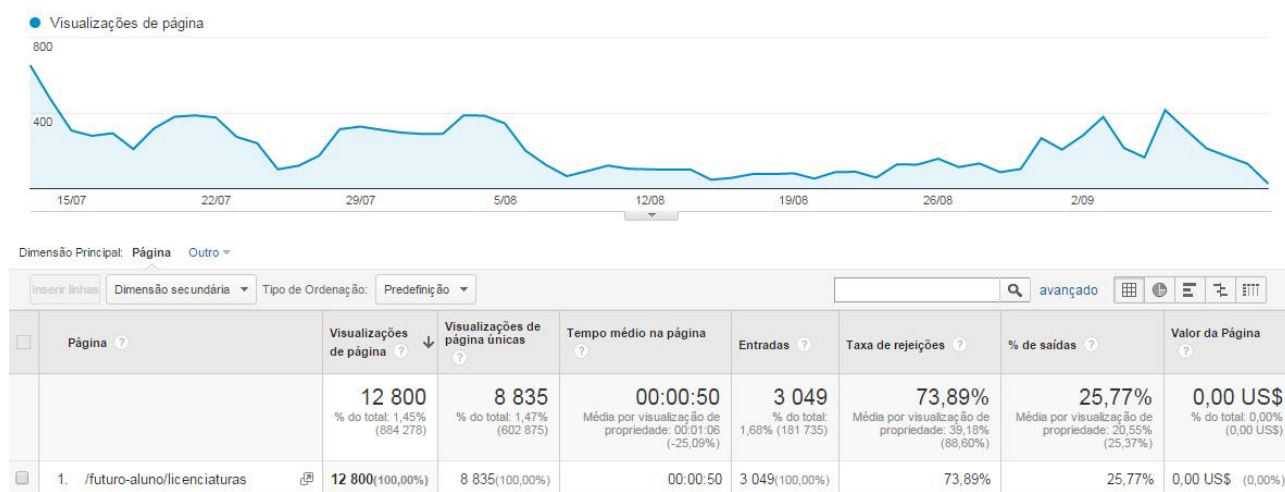 Visualizações de página
800
400
15/07 22/07 29/07 5/08 12/08 19/08 26/08 2/09
Dimensão Principal: Página Outro
Inserir linhas Dimensão secundária Tipo de Ordenação: Predefinição avançado
Página ? Visualizações de página ? Visualizações de página únicas ? Tempo médio na página ? Entradas ? Taxa de rejeições ? % de saídas ? Valor da Página ?
12 800 8 835 00:00:50 3 049 73,89% 25,77% 0,00 US$
% do total: 1,45% (884 278) % do total: 1,47% (602 875) Média por visualização de propriedade: 00:01:06 (-25,09%) % do total: 1,68% (181 735) Média por visualização de propriedade: 39,18% (88,60%) Média por visualização de propriedade: 20,55% (25,37%) % do total: 0,00% (0,00 US$)
1. /futuro-aluno/licenciaturas 12 800(100,00%) 8 835(100,00%) 00:00:50 3 049(100,00%) 73,89% 25,77% 0,00 US$ (0,00%)